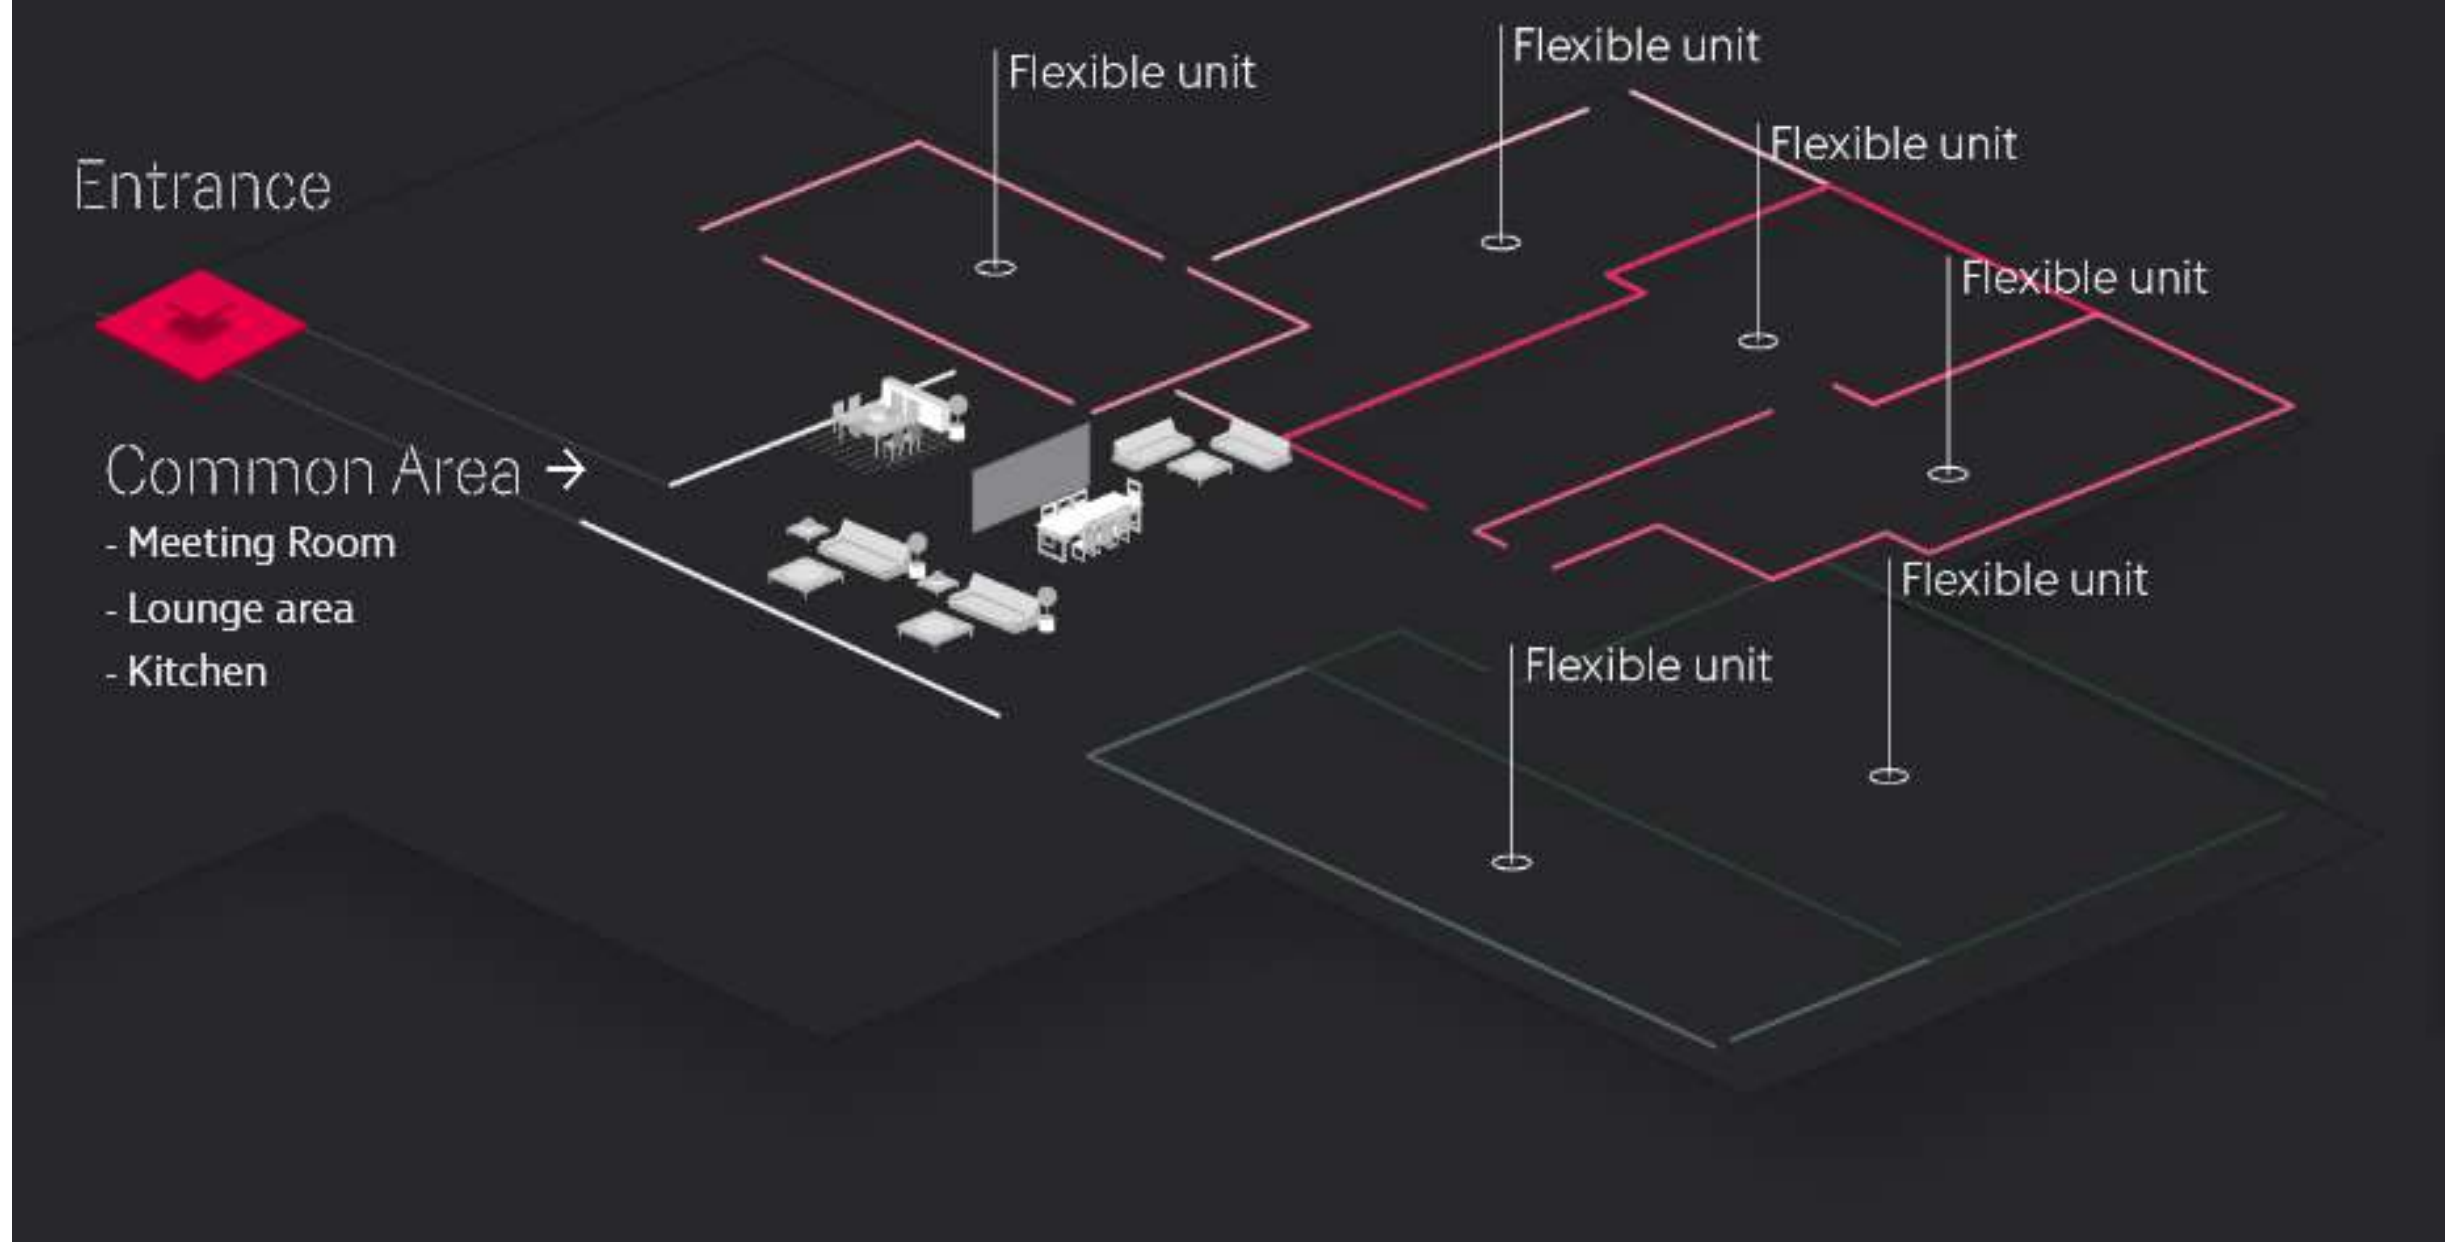 Flexible unit
Flexible unit
Flexible unit
Entrance
Flexible unit
Common Area →
- Meeting Room
- Lounge area
- Kitchen
Flexible unit
Flexible unit